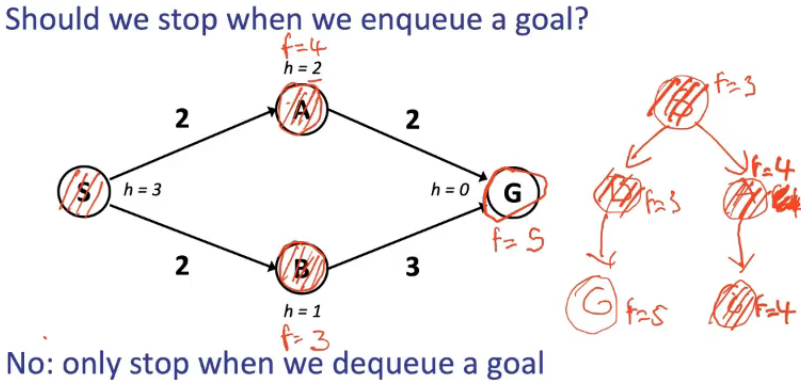 Should we stop when we enqueue a goal?
f=4
h = 2
A
2
2
f=3
S
h = 3
h = 0
G
f=5
f=4
B
f=3
A
2
3
B
h = 1
f=3
G
f=5
f=4
No: only stop when we dequeue a goal